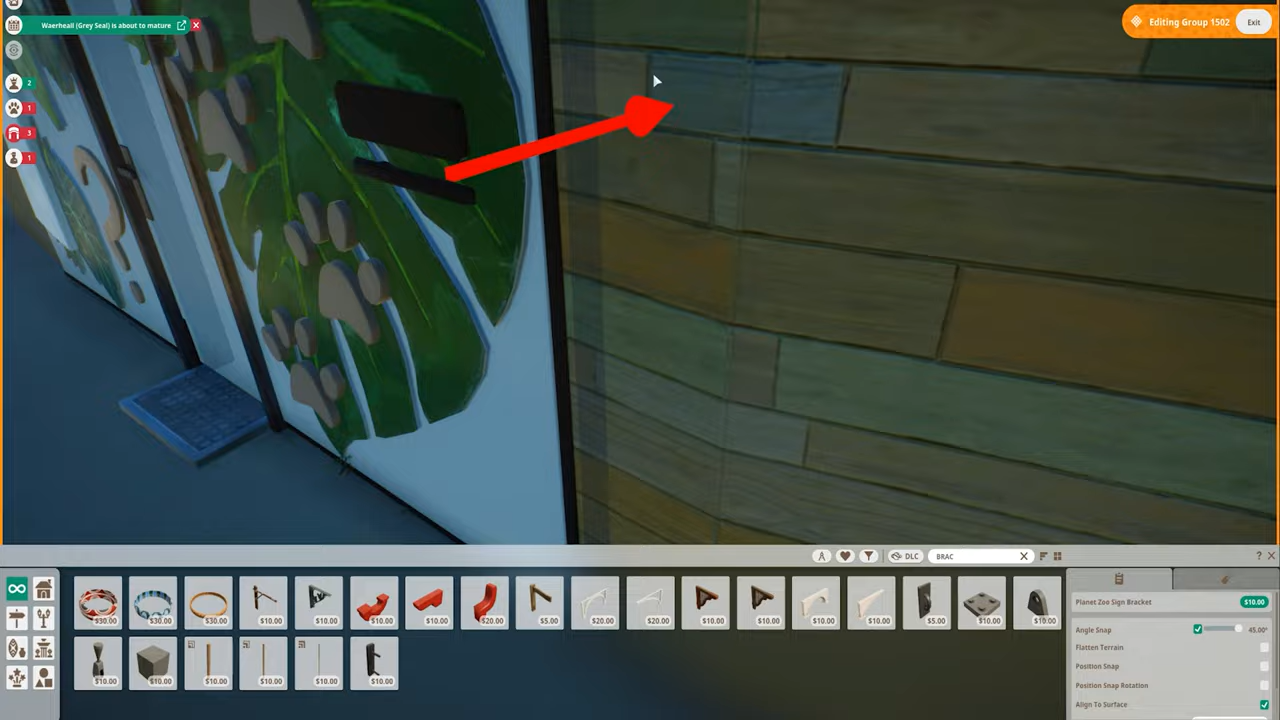 Waerheall (Grey Seal) is about to mature
Editing Group 1502
Exit
2
1
3
1
DLC
BRAC
?
$30.00
$30.00
$30.00
$10.00
$10.00
$10.00
$10.00
$20.00
$5.00
$20.00
$20.00
$10.00
$10.00
$10.00
$10.00
$5.00
$10.00
$10.00
$10.00
$10.00
$10.00
$10.00
$10.00
$10.00
Planet Zoo Sign Bracket
$10.00
Angle Snap
45.00°
Flatten Terrain
Position Snap
Position Snap Rotation
Align To Surface